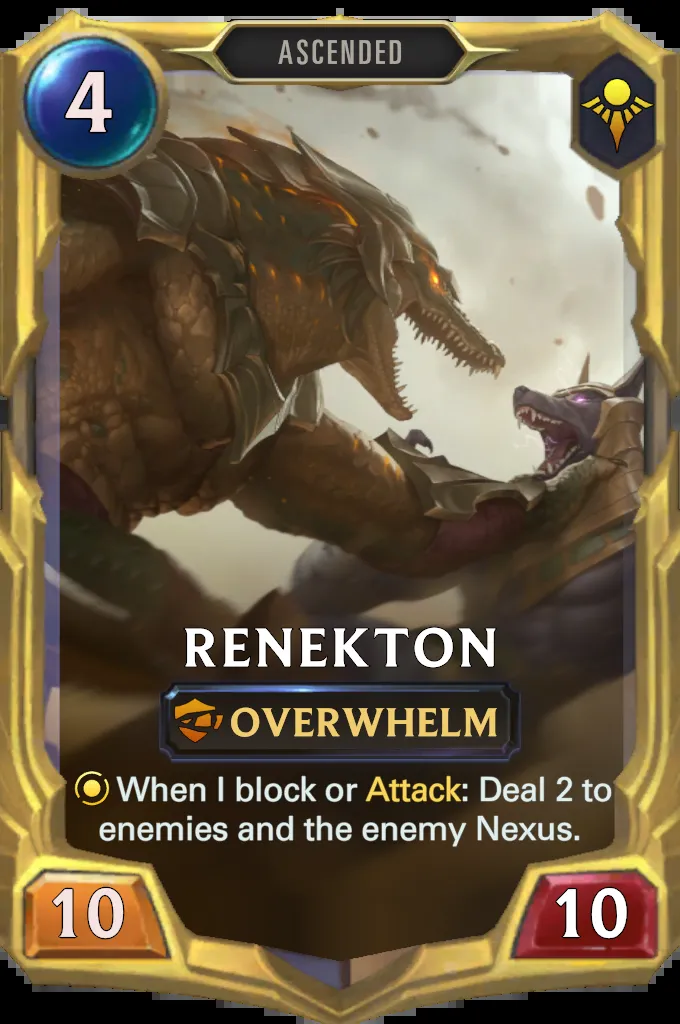 ASCENDED
4
RENEKTON
OVERWHELM
When I block or Attack: Deal 2 to
enemies and the enemy Nexus.
10
10